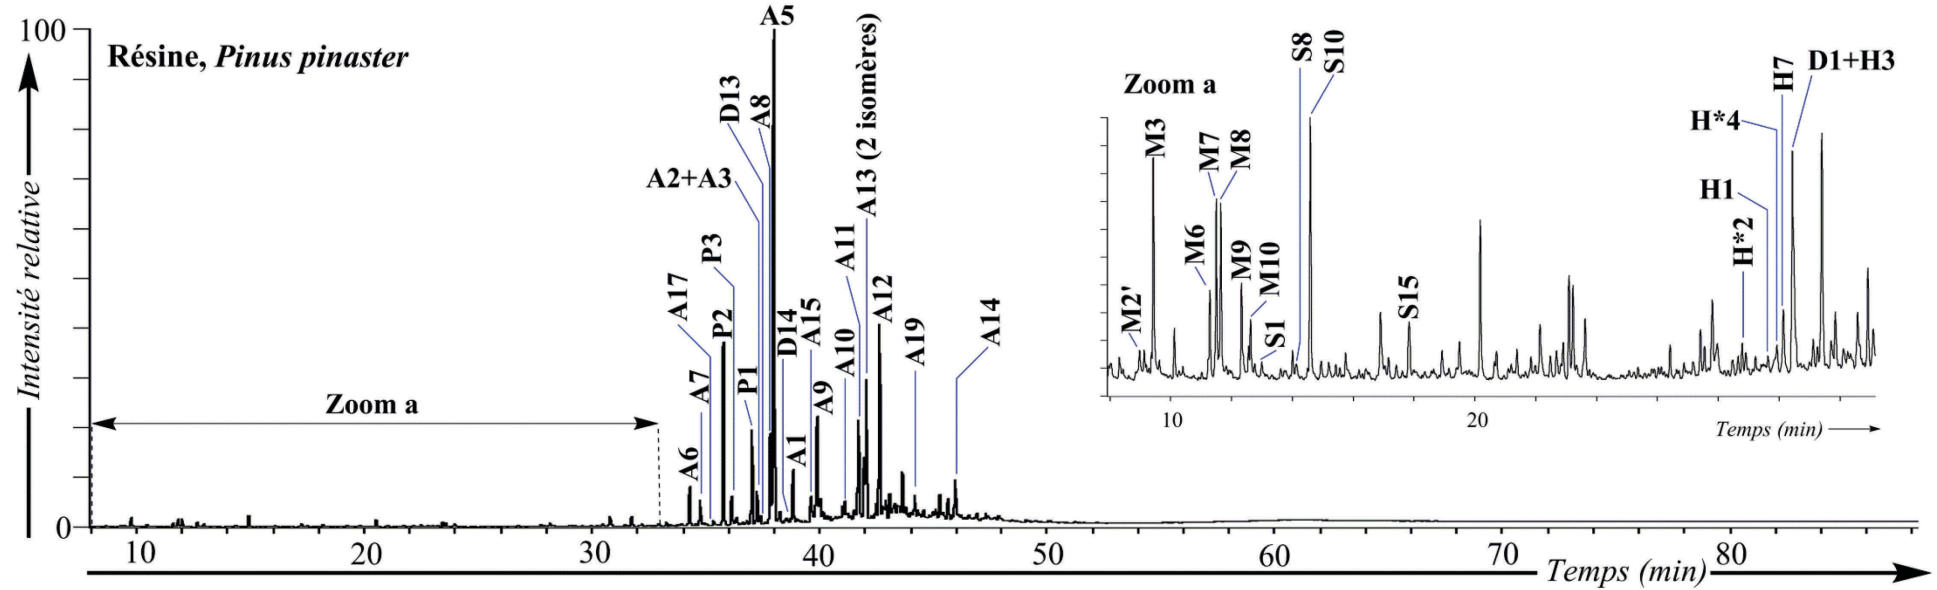 100
0
Intensité relative
Résine, Pinus pinaster
Zoom a
A6
A17
A7
P2
P3
P1
A2+A3
D13
A8
A5
D14
A1
A15
A9
A10
A11
A13 (2 isomères)
A12
A19
A14
10
20
30
40
50
60
70
80
Temps (min)
Zoom a
M2'
M3
M6
M7
M8
M9
M10
S1
S8
S10
S15
H*2
H1
H*4
H7
D1+H3
10
20
Temps (min)